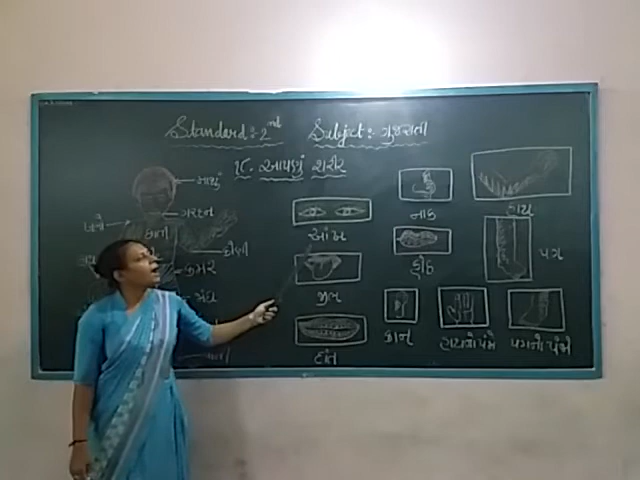 Standard:- 2nd Subject:- ગુજરાતી
૧૮. આપણું શરીર
માથું
ગરદન
છાતી
કોણી
કમર
જાંઘ
આંખ
જીભ
દાંત
નાક
હોઠ
કાન
હાથ
પગ
હાથનો પંજો
પગનો પંજો